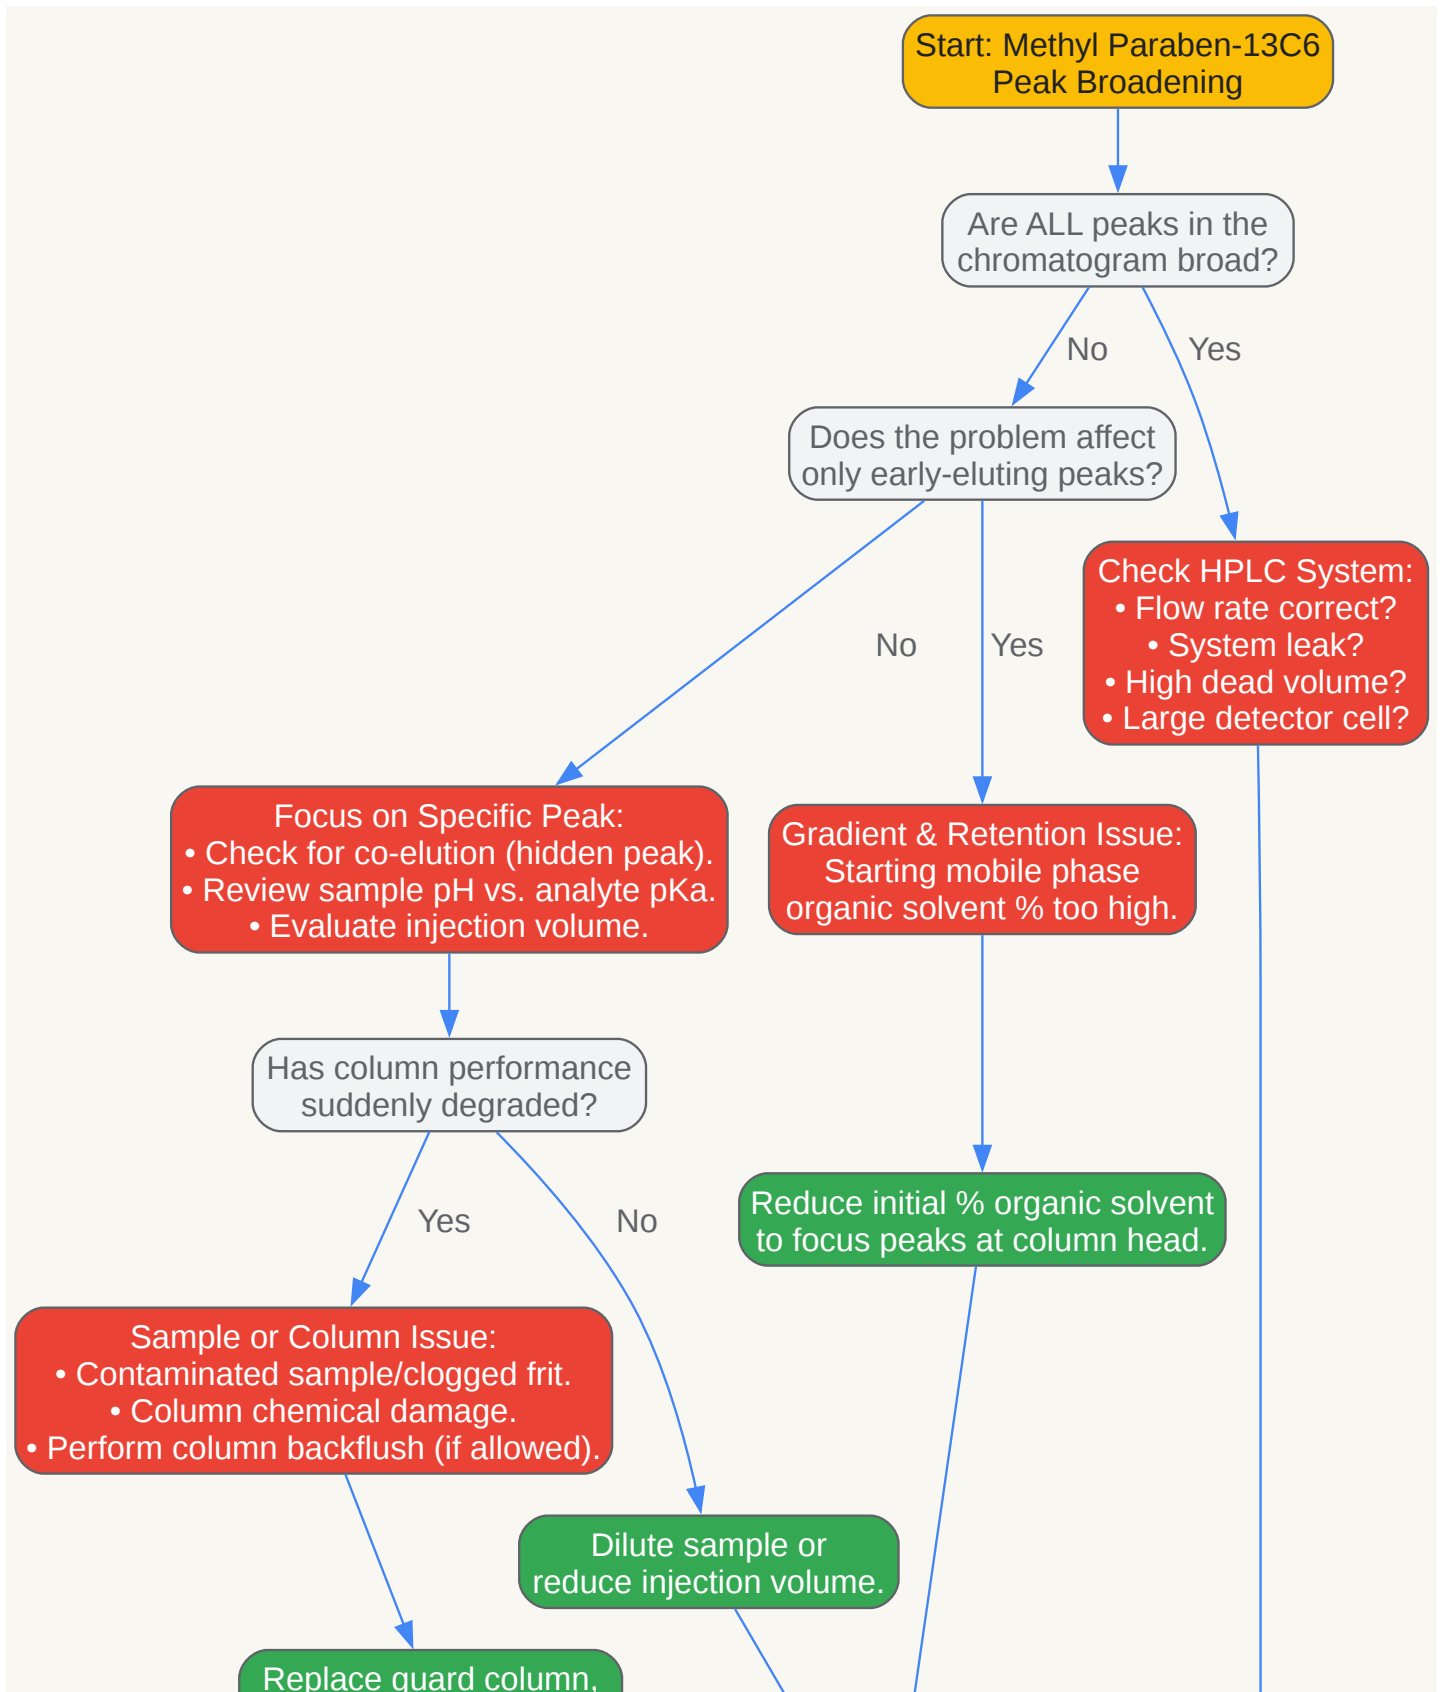 Start: Methyl Paraben-13C6
Peak Broadening
Are ALL peaks in the
chromatogram broad?
No
Yes
Does the problem affect
only early-eluting peaks?
Check HPLC System:
• Flow rate correct?
• System leak?
• High dead volume?
• Large detector cell?
No
Yes
Focus on Specific Peak:
• Check for co-elution (hidden peak).
• Review sample pH vs. analyte pKa.
• Evaluate injection volume.
Gradient & Retention Issue:
Starting mobile phase
organic solvent % too high.
Has column performance
suddenly degraded?
Yes
No
Reduce initial % organic solvent
to focus peaks at column head.
Sample or Column Issue:
• Contaminated sample/clogged frit.
• Column chemical damage.
• Perform column backflush (if allowed).
Dilute sample or
reduce injection volume.
Replace guard column,